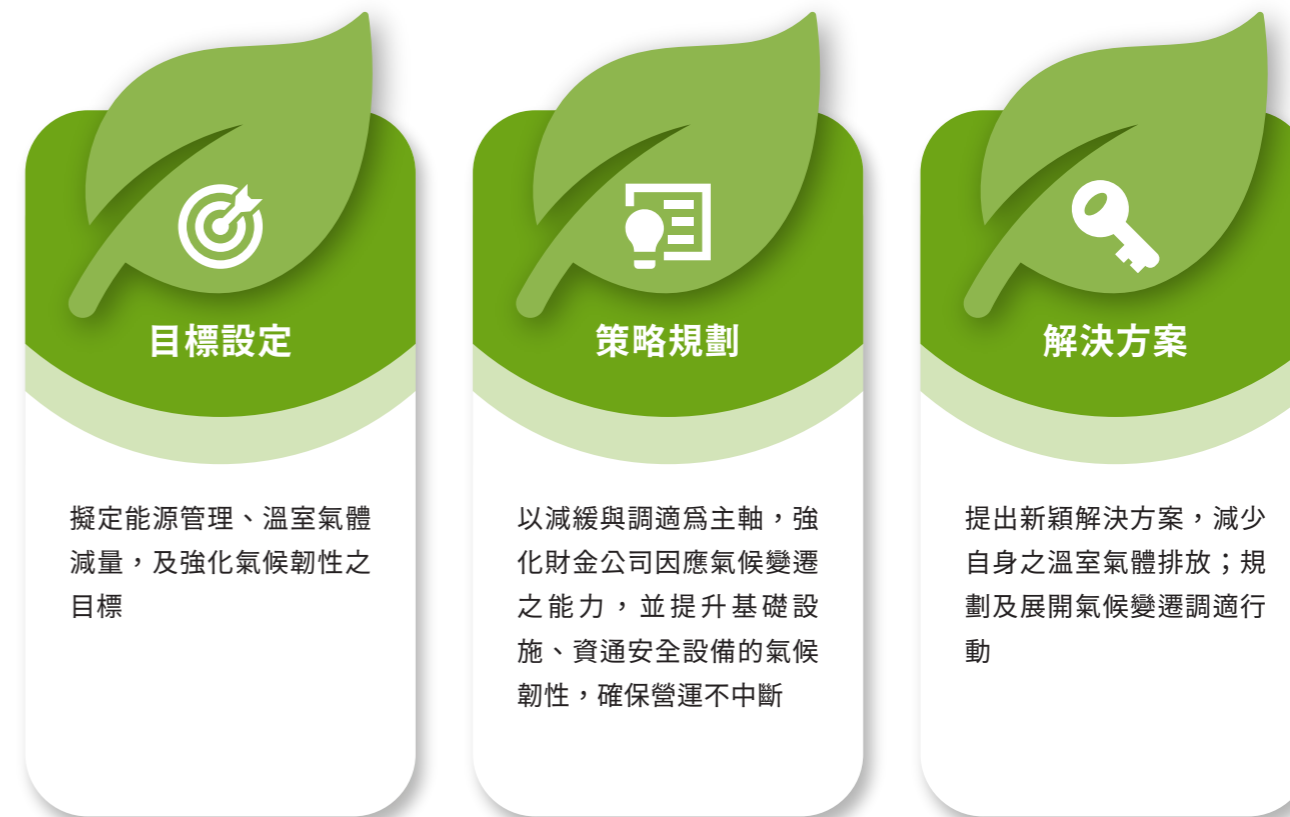 目標設定
擬定能源管理、溫室氣體
減量，及強化氣候韌性之
目標
策略規劃
以減緩與調適為主軸，強
化財金公司因應氣候變遷
之能力，並提升基礎設
施、資通安全設備的氣候
韌性，確保營運不中斷
解決方案
提出新穎解決方案，減少
自身之溫室氣體排放；規
劃及展開氣候變遷調適行
動